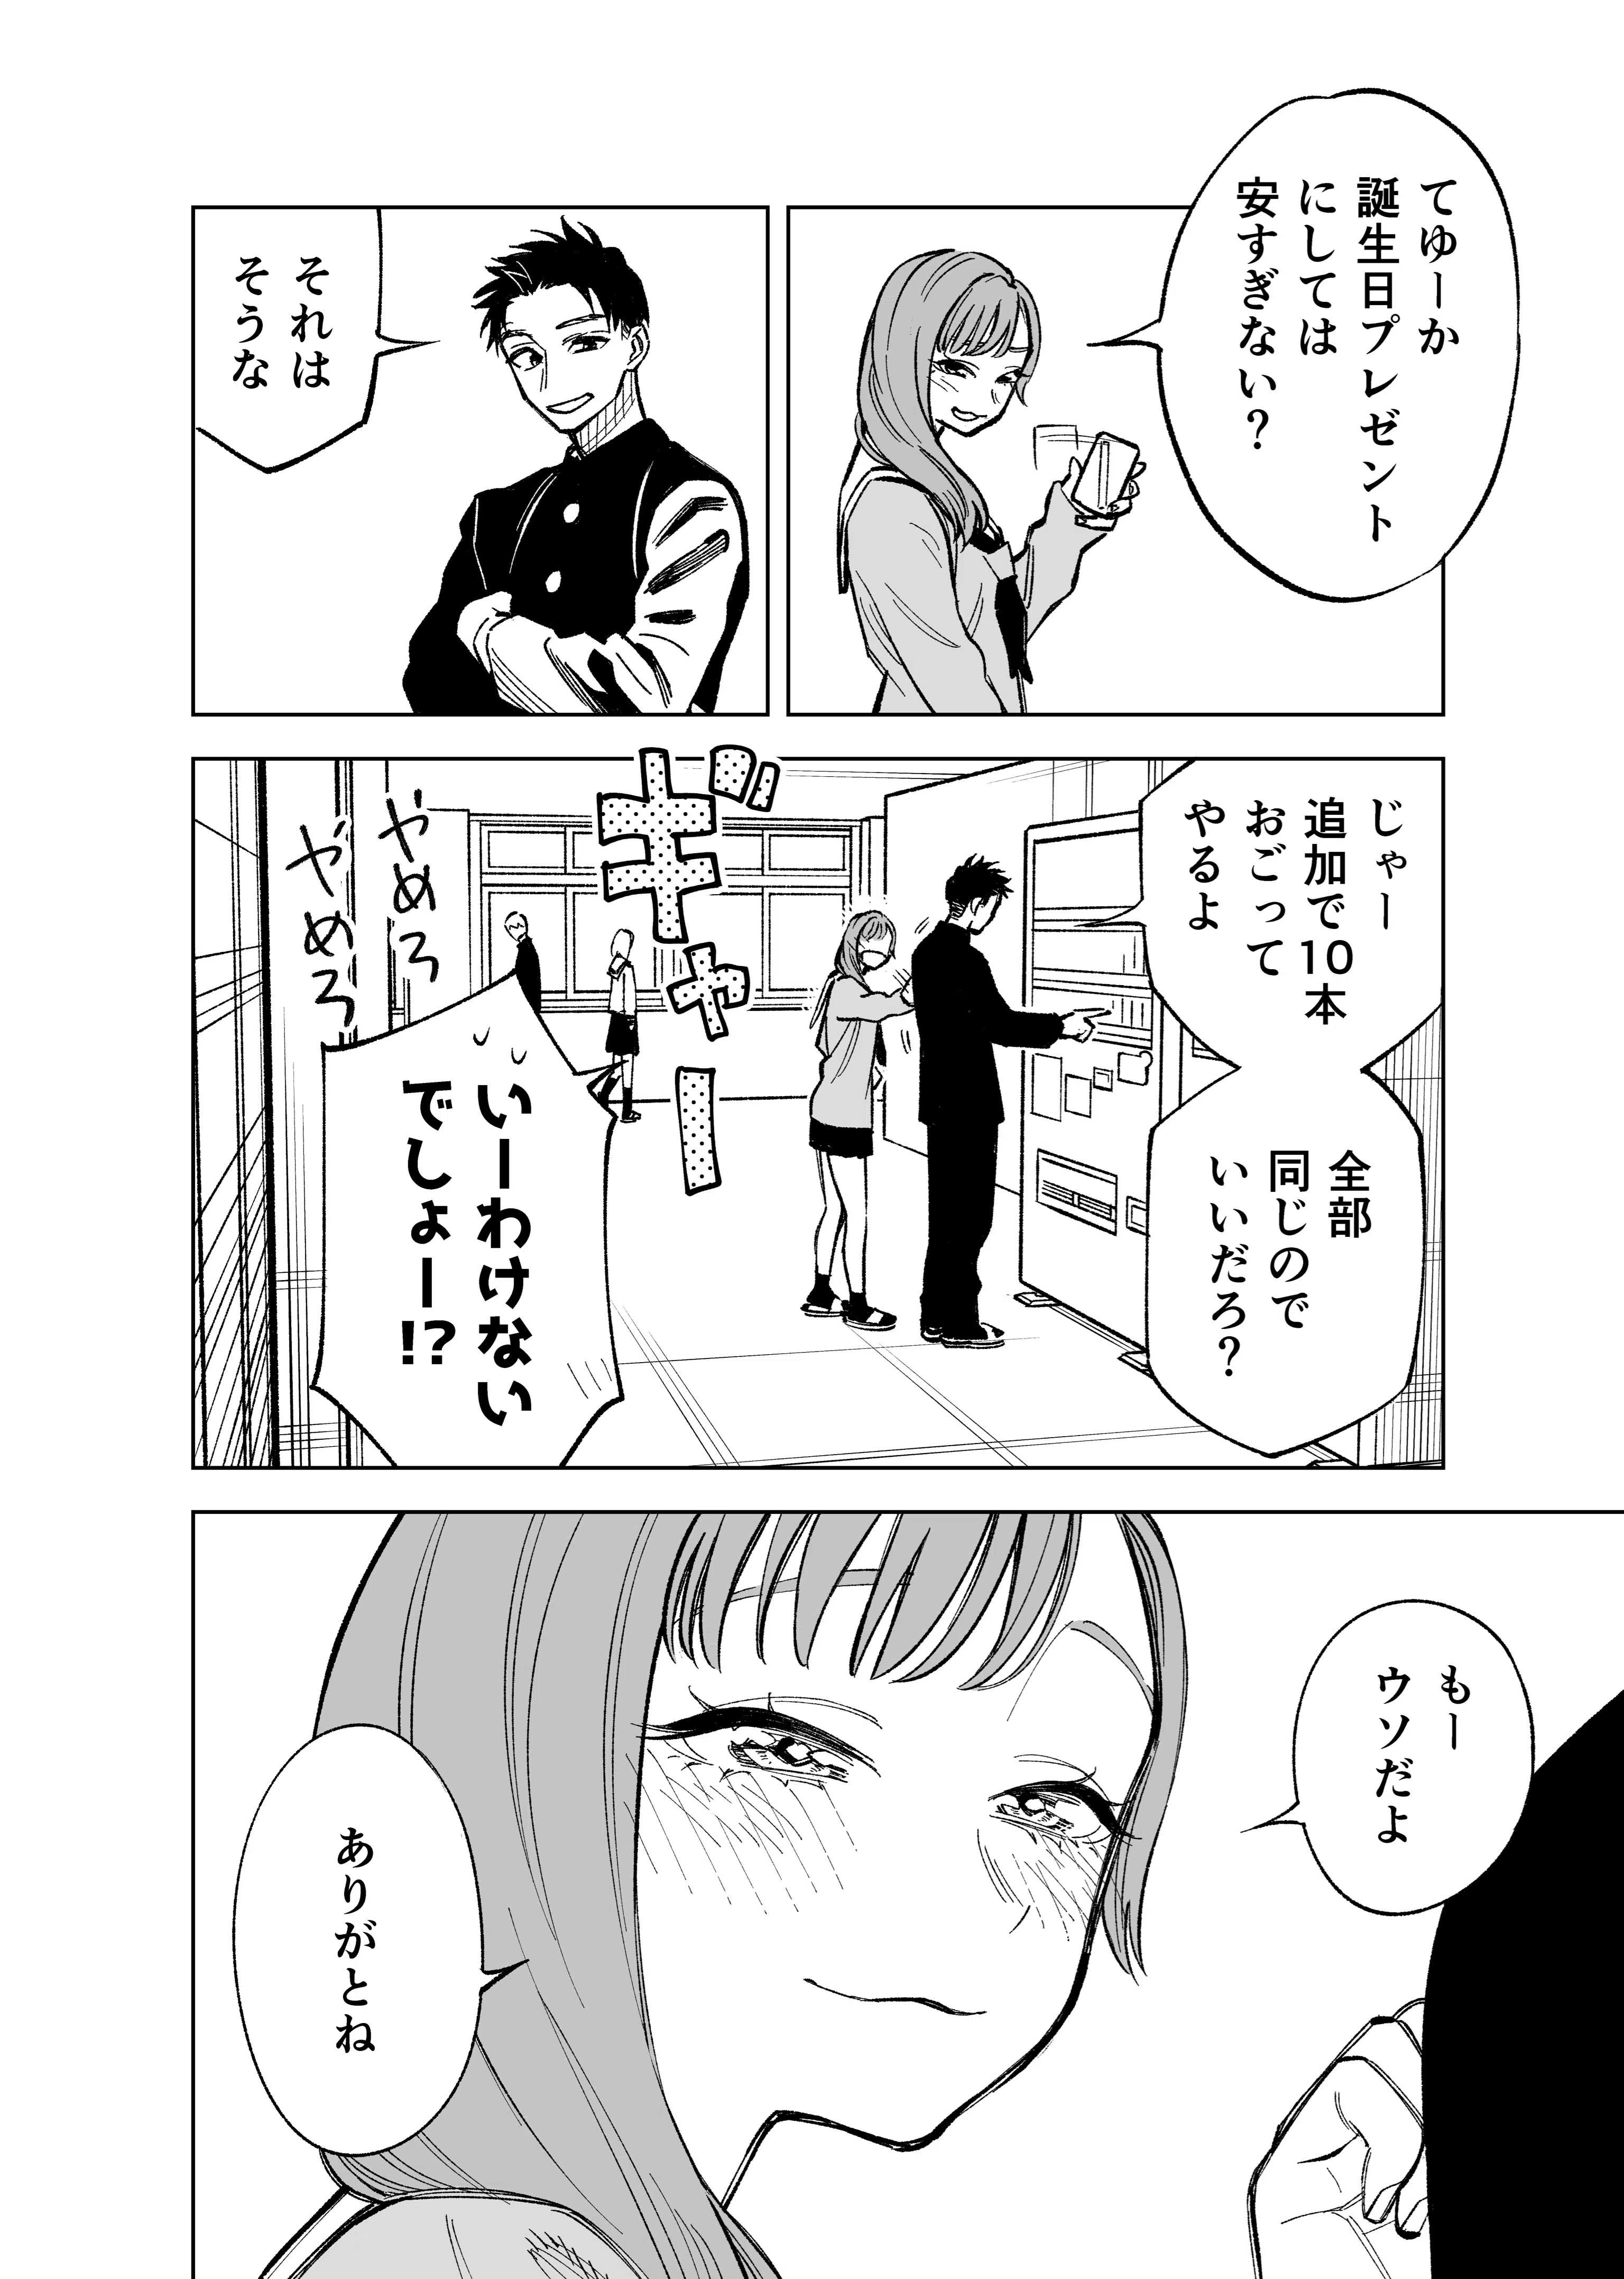 てゆーか
誕生日プレゼント
にしては
安すぎない?
それは
そうな
じゃー
追加で10本
おごって
やるよ
全部
同じので
いいだろ?
ギャー
やめろ
やめろ
いーわけない
でしょー!?
もー
ウソだよ
ありがとね